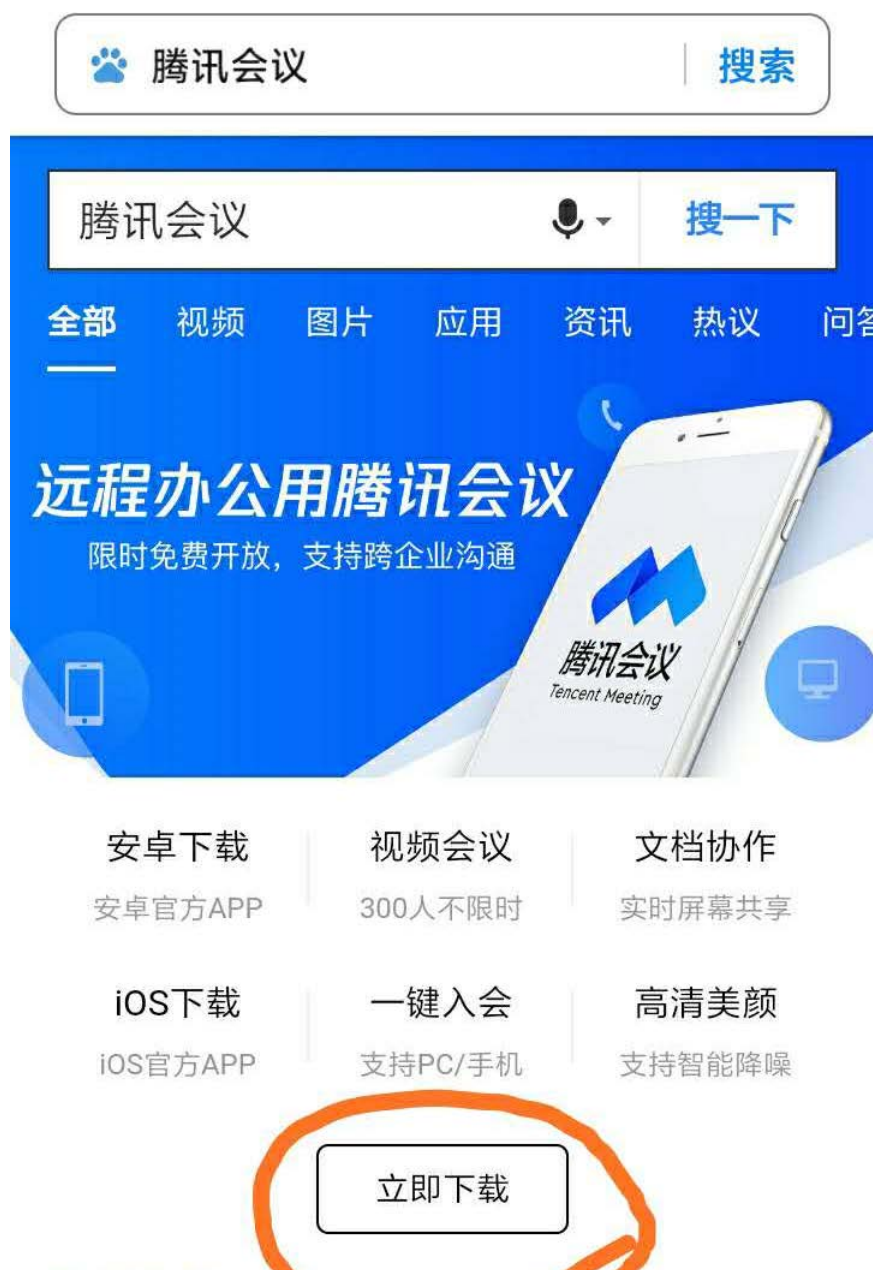 腾讯会议 搜索
腾讯会议 搜一下
全部 视频 图片 应用 资讯 热议 问答
远程办公用腾讯会议
限时免费开放，支持跨企业沟通
腾讯会议
Tencent Meeting
安卓下载 视频会议 文档协作
安卓官方APP 300人不限时 实时屏幕共享
iOS下载 一键入会 高清美颜
iOS官方APP 支持PC/手机 支持智能降噪
立即下载